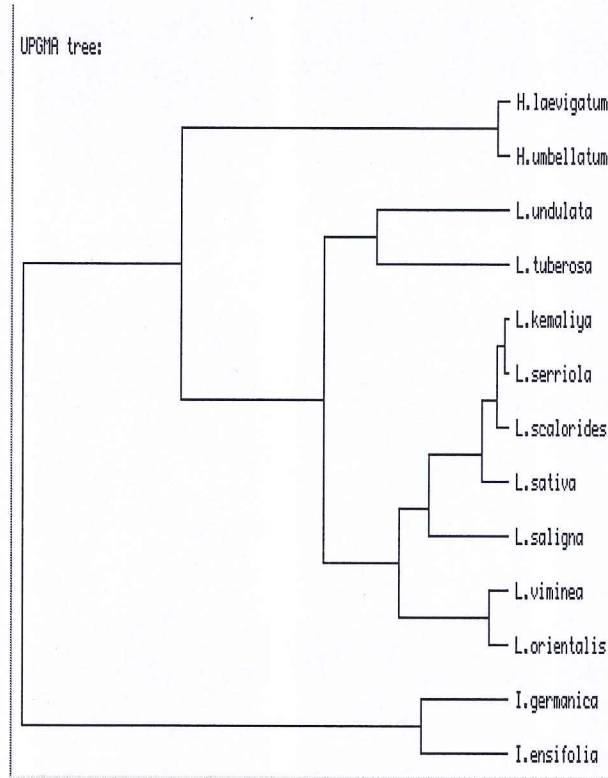 UPGMA tree:
H.laevigatum
H.umbellatum
L.undulata
L.tuberosa
L.kemaliya
L.serriola
L.scalorides
L.sativa
L.saligna
L.viminea
L.orientalis
I.germanica
I.ensifolia